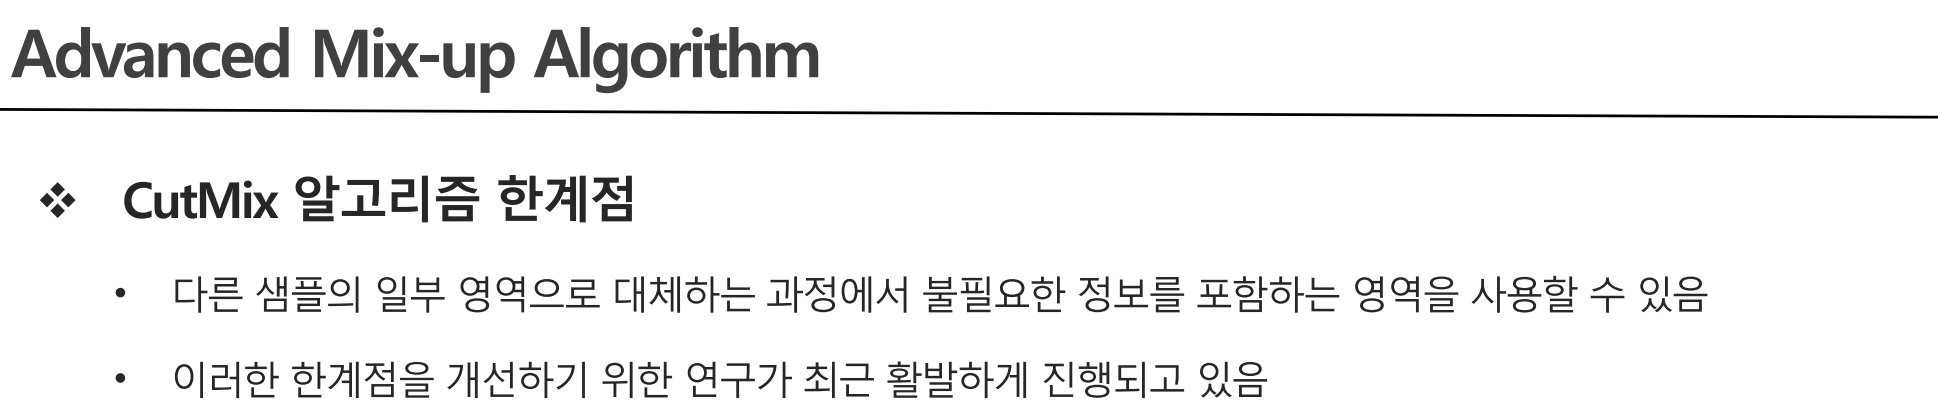 Advanced Mix-up Algorithm
❖ CutMix 알고리즘 한계점
• 다른 샘플의 일부 영역으로 대체하는 과정에서 불필요한 정보를 포함하는 영역을 사용할 수 있음
• 이러한 한계점을 개선하기 위한 연구가 최근 활발하게 진행되고 있음